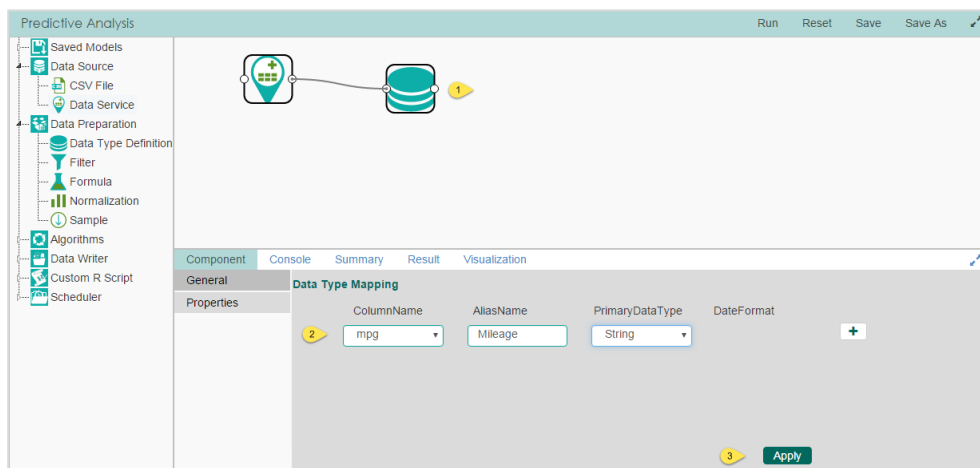 Predictive Analysis
Run Reset Save Save As
Saved Models
Data Source
CSV File
Data Service
Data Preparation
Data Type Definition
Filter
Formula
Normalization
Sample
Algorithms
Data Writer
Custom R Script
Scheduler
1
Component Console Summary Result Visualization
General
Properties
Data Type Mapping
ColumnName AliasName PrimaryDataType DateFormat
2 mpg Mileage String +
3 Apply